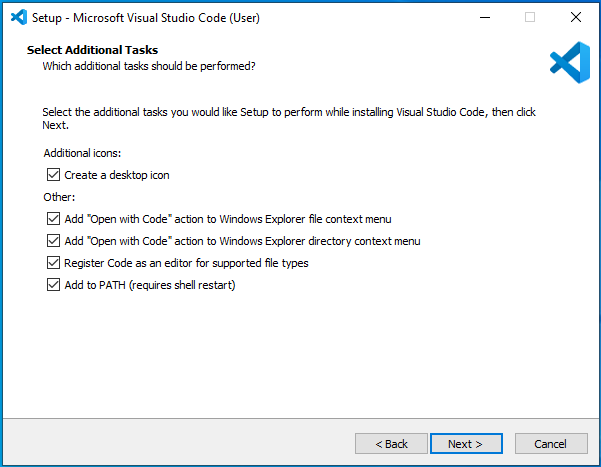 Setup - Microsoft Visual Studio Code (User)
Select Additional Tasks
Which additional tasks should be performed?
Select the additional tasks you would like Setup to perform while installing Visual Studio Code, then click
Next.
Additional icons:
Create a desktop icon
Other:
Add "Open with Code" action to Windows Explorer file context menu
Add "Open with Code" action to Windows Explorer directory context menu
Register Code as an editor for supported file types
Add to PATH (requires shell restart)
< Back Next > Cancel